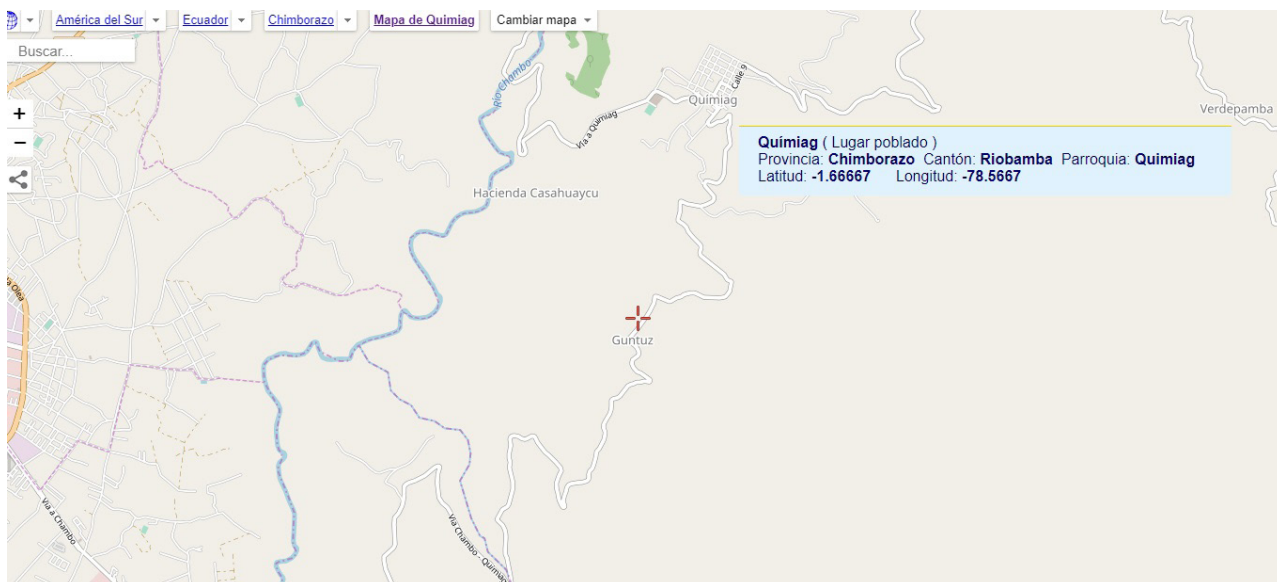 América del Sur Ecuador Chimborazo Mapa de Quimiag Cambiar mapa
Buscar...
+
−
Río Chambo
Calle 9
Químiag
Vía a Quimiag
Verdepamba
Químiag ( Lugar poblado )
Provincia: Chimborazo Cantón: Riobamba Parroquia: Quimiag
Latitud: -1.66667 Longitud: -78.5667
Hacienda Casahuaycu
Guntuz
Vía a Chambo
Vía Chambo - Quimiag